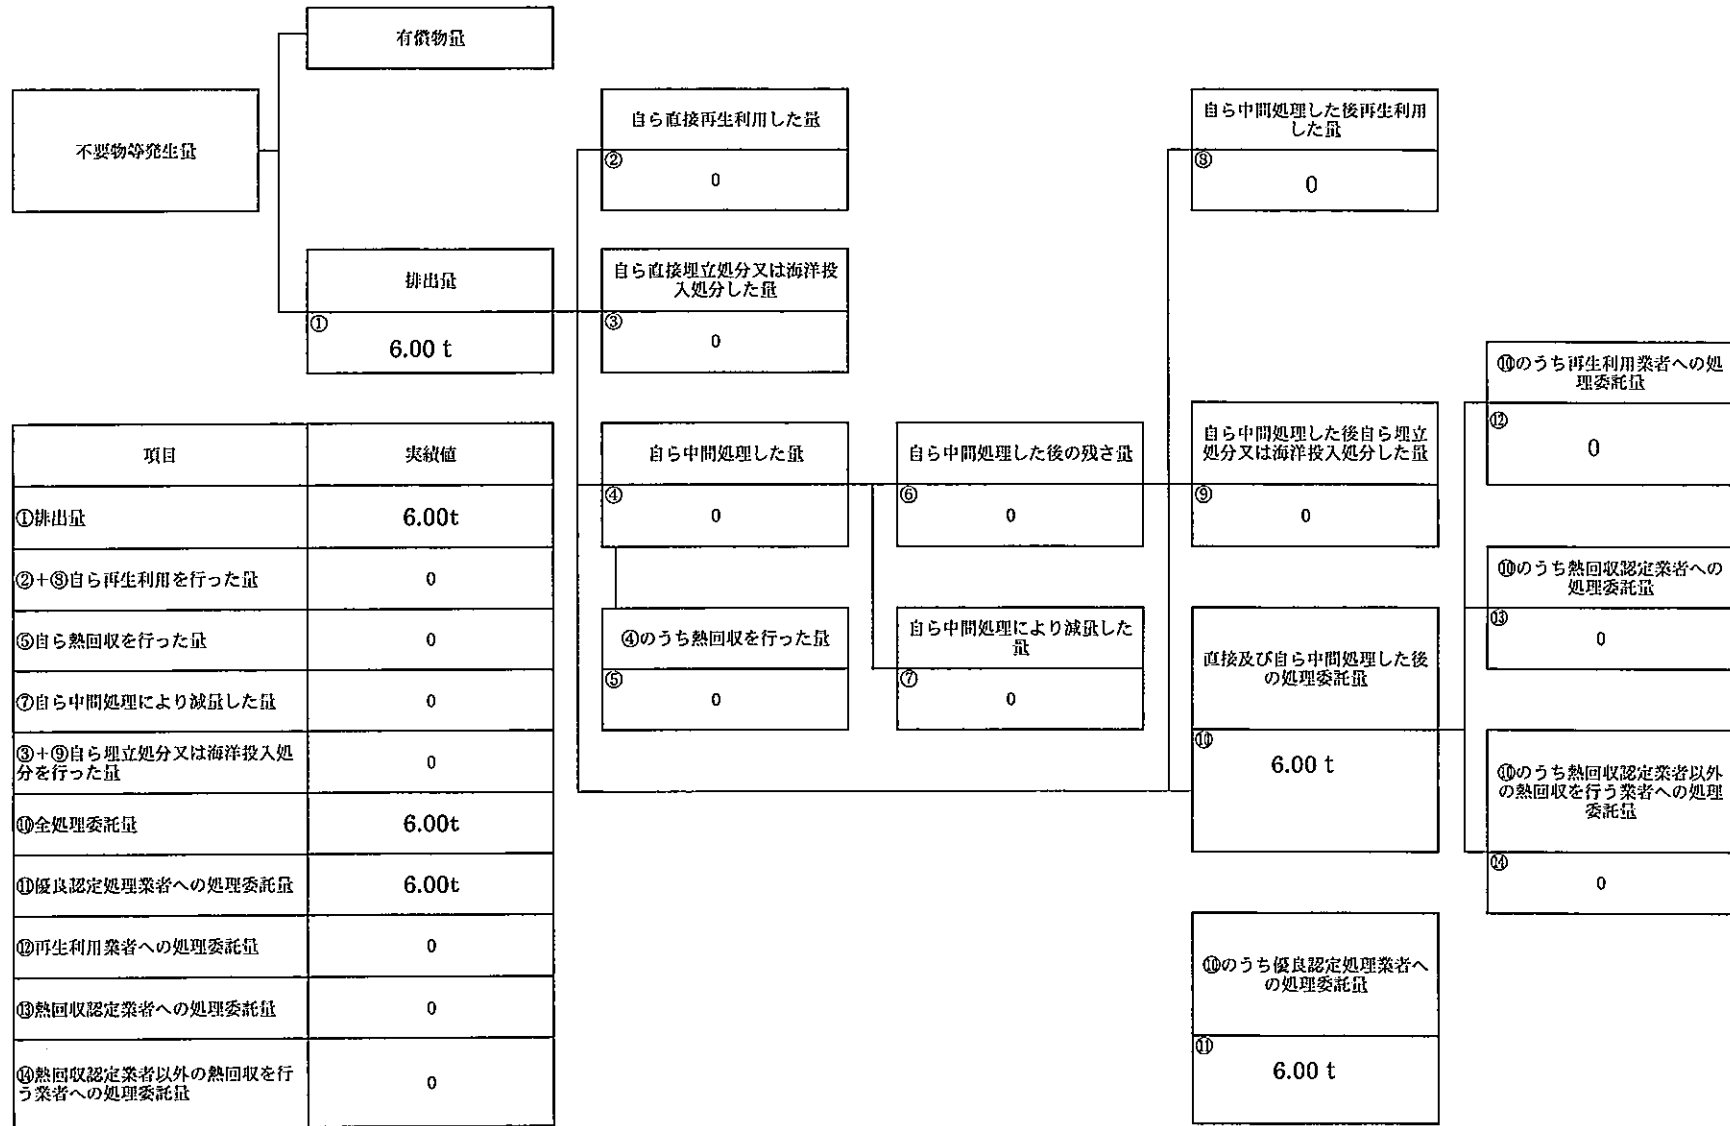 有償物量
不要物等発生量
自ら直接再生利用した量
②
0
自ら中間処理した後再生利用
した量
⑧
0
排出量
①
6.00 t
自ら直接埋立処分又は海洋投
入処分した量
③
0
⑩のうち再生利用業者への処
理委託量
⑫
0
自ら中間処理した量
④
0
自ら中間処理した後の残さ量
⑥
0
自ら中間処理した後自ら埋立
処分又は海洋投入処分した量
⑨
0
⑩のうち熱回収認定業者への
処理委託量
⑬
0
④のうち熱回収を行った量
⑤
0
自ら中間処理により減量した
量
⑦
0
直接及び自ら中間処理した後
の処理委託量
⑩
6.00 t
⑩のうち熱回収認定業者以外
の熱回収を行う業者への処理
委託量
⑭
0
⑩のうち優良認定処理業者へ
の処理委託量
⑪
6.00 t
項目 実績値
①排出量 6.00t
②+⑧自ら再生利用を行った量 0
⑤自ら熱回収を行った量 0
⑦自ら中間処理により減量した量 0
③+⑨自ら埋立処分又は海洋投入処
分を行った量 0
⑩全処理委託量 6.00t
⑪優良認定処理業者への処理委託量 6.00t
⑫再生利用業者への処理委託量 0
⑬熱回収認定業者への処理委託量 0
⑭熱回収認定業者以外の熱回収を行
う業者への処理委託量 0